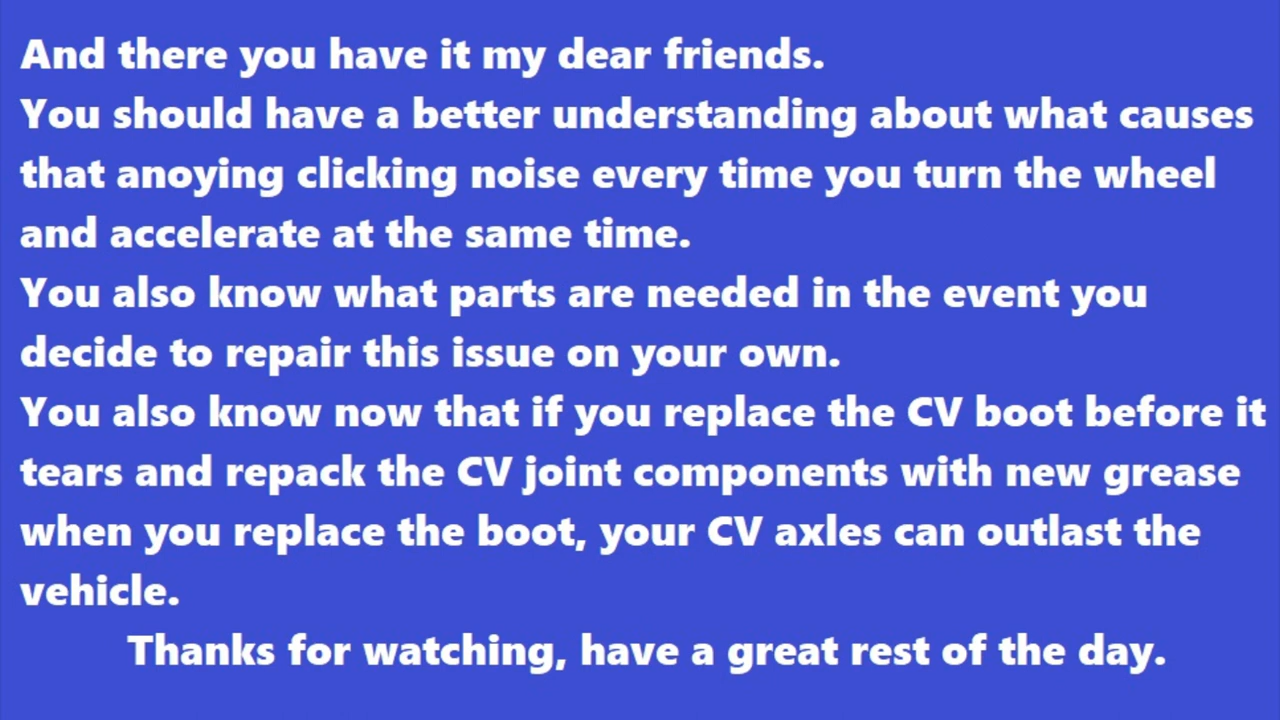 And there you have it my dear friends.
You should have a better understanding about what causes
that anoying clicking noise every time you turn the wheel
and accelerate at the same time.
You also know what parts are needed in the event you
decide to repair this issue on your own.
You also know now that if you replace the CV boot before it
tears and repack the CV joint components with new grease
when you replace the boot, your CV axles can outlast the
vehicle.
Thanks for watching, have a great rest of the day.